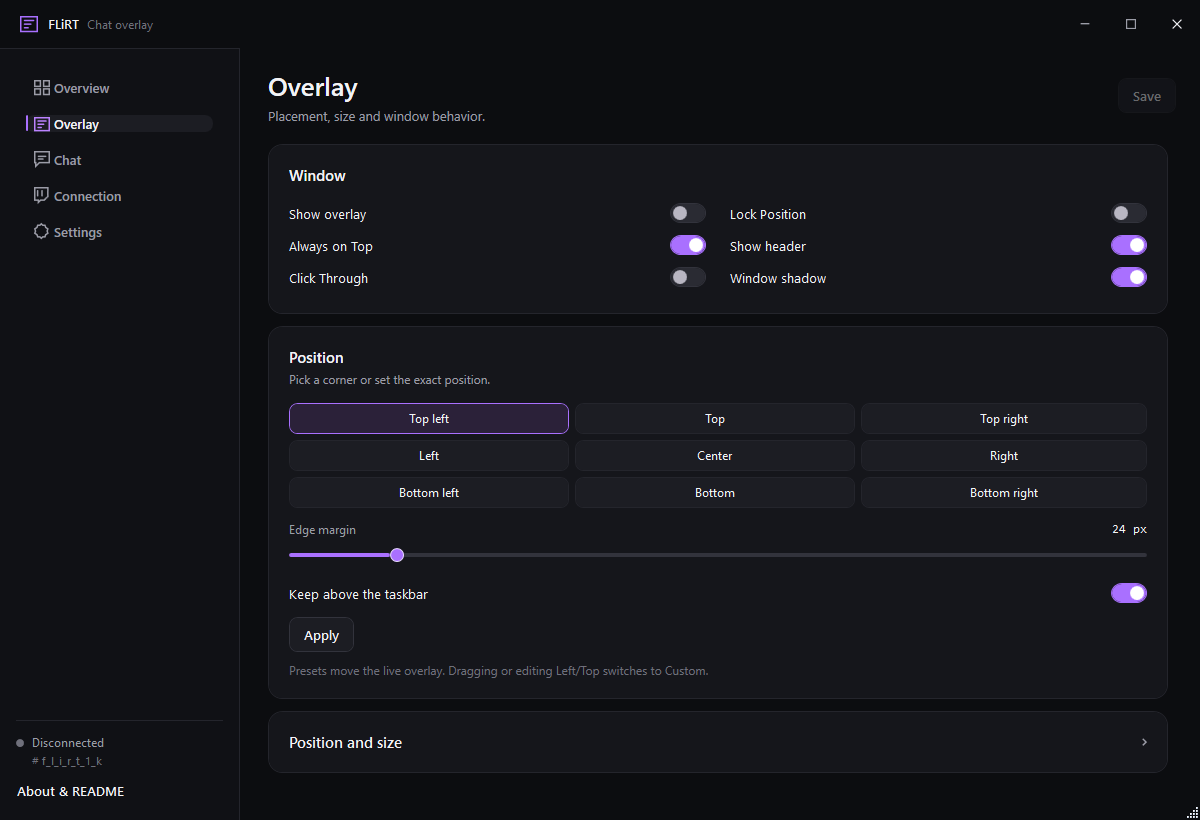 FLiRT Chat overlay
Overview
Overlay
Chat
Connection
Settings
Disconnected
# f_l_i_r_t_1_k
About & README
Overlay
Placement, size and window behavior.
Save
Window
Show overlay
Lock Position
Always on Top
Show header
Click Through
Window shadow
Position
Pick a corner or set the exact position.
Top left
Top
Top right
Left
Center
Right
Bottom left
Bottom
Bottom right
Edge margin
24 px
Keep above the taskbar
Apply
Presets move the live overlay. Dragging or editing Left/Top switches to Custom.
Position and size